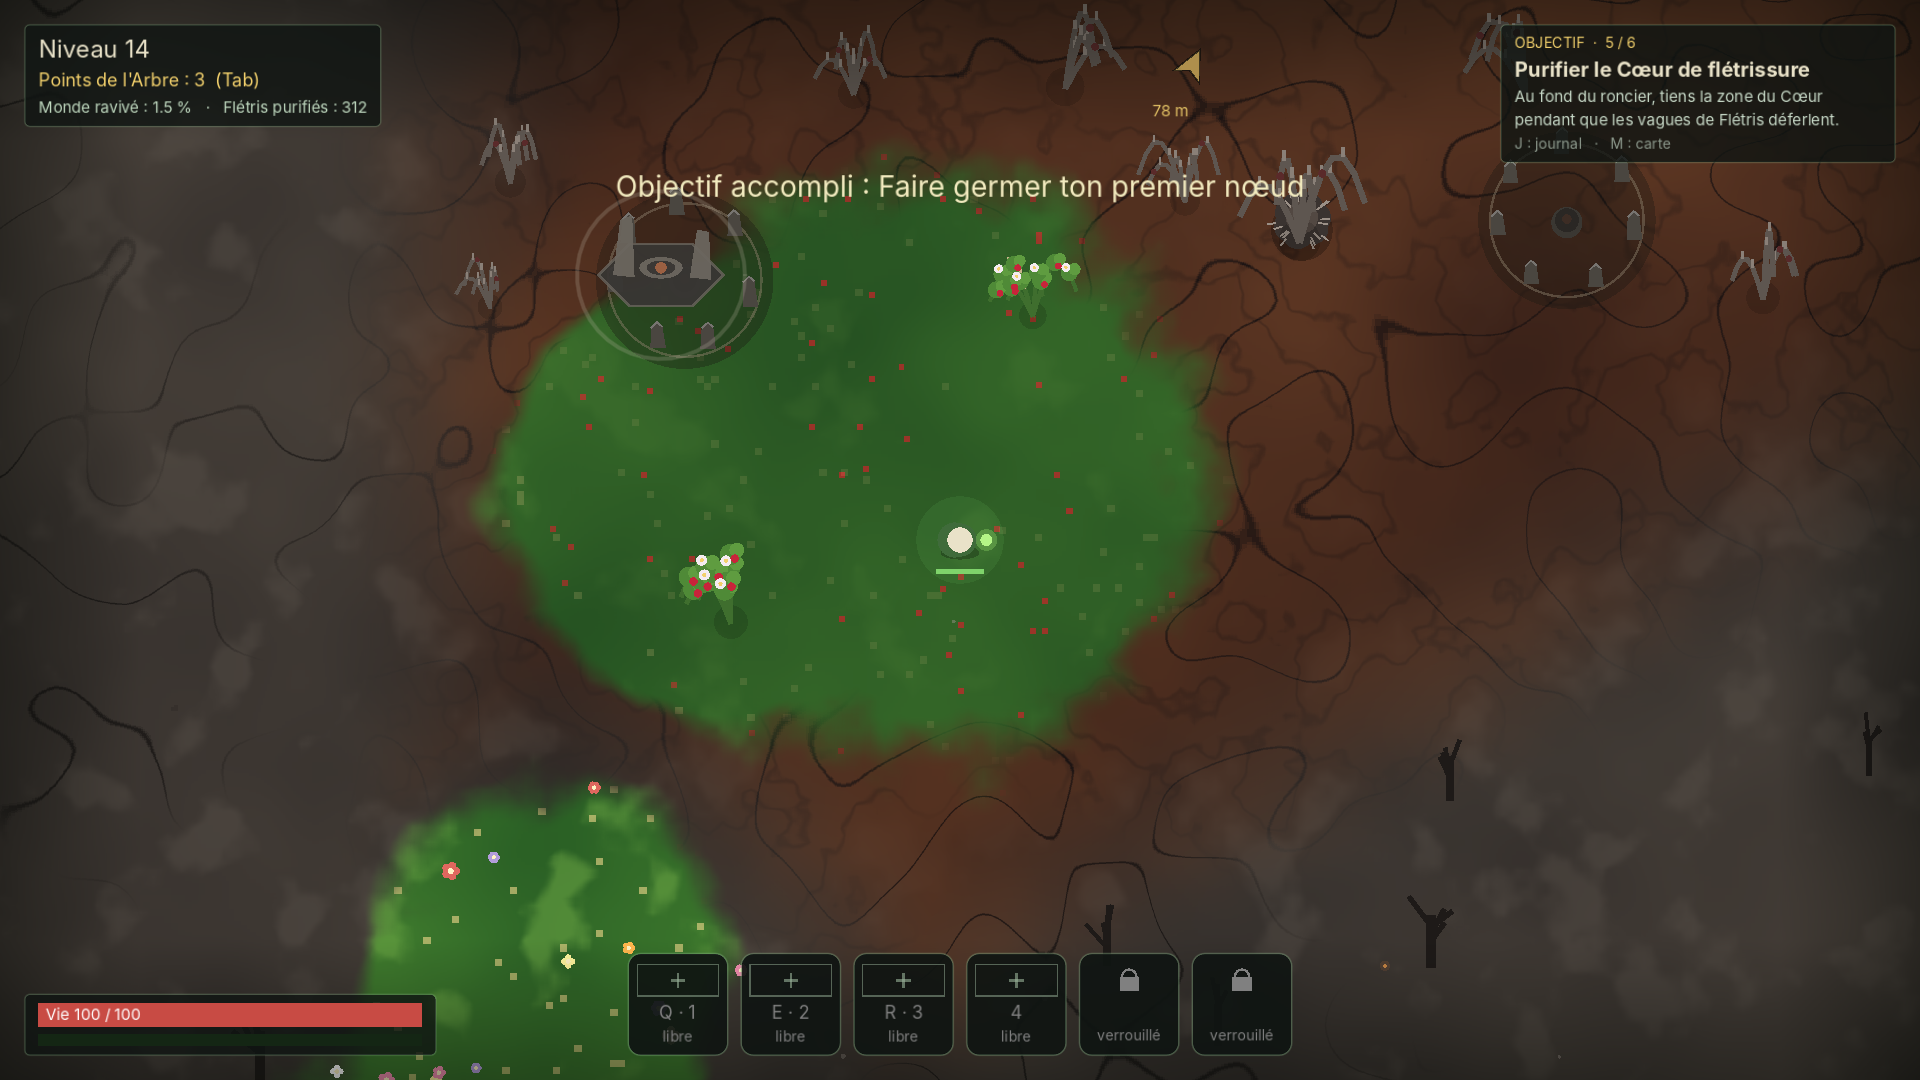 Niveau 14
Points de l'Arbre : 3  (Tab)
Monde ravivé : 1.5 %   ·   Flétris purifiés : 312
78 m
OBJECTIF  ·  5 / 6
Purifier le Cœur de flétrissure
Au fond du roncier, tiens la zone du Cœur
pendant que les vagues de Flétris déferlent.
J : journal   ·   M : carte
Objectif accompli : Faire germer ton premier nœud
Vie 100 / 100
Q · 1
libre
E · 2
libre
R · 3
libre
4
libre
verrouillé
verrouillé